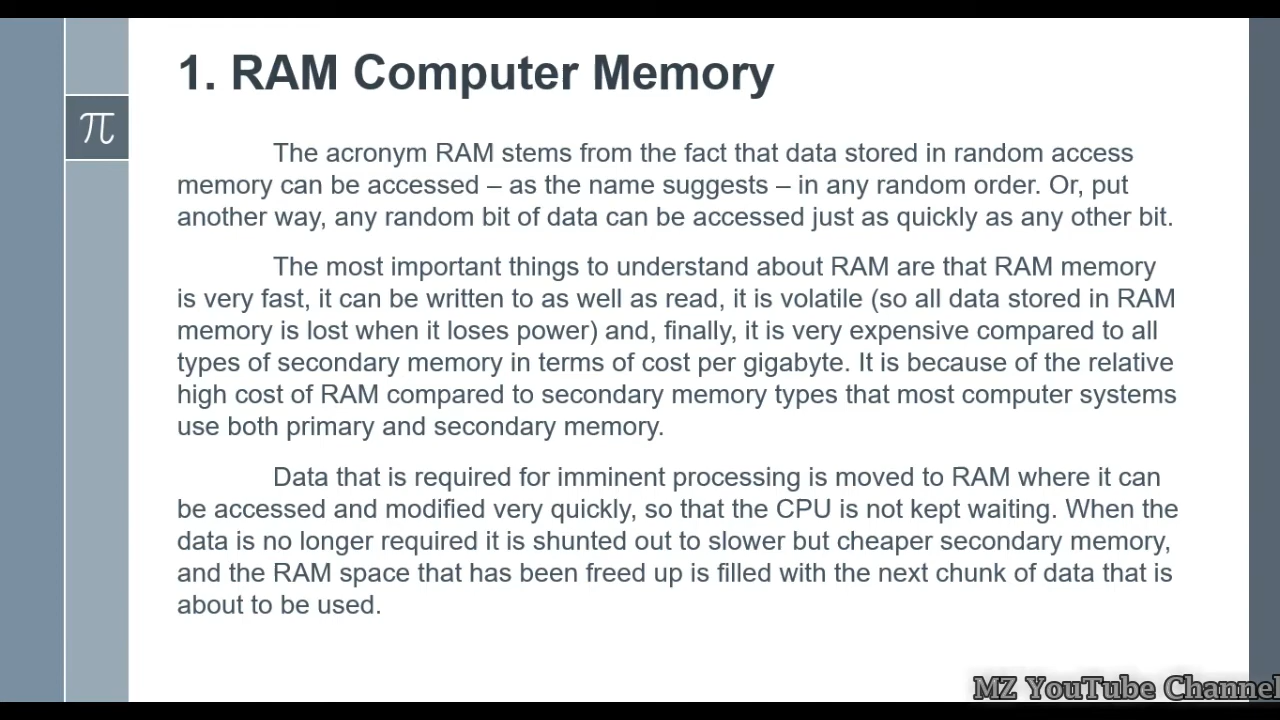 1. RAM Computer Memory
π
The acronym RAM stems from the fact that data stored in random access
memory can be accessed – as the name suggests – in any random order. Or, put
another way, any random bit of data can be accessed just as quickly as any other bit.
The most important things to understand about RAM are that RAM memory
is very fast, it can be written to as well as read, it is volatile (so all data stored in RAM
memory is lost when it loses power) and, finally, it is very expensive compared to all
types of secondary memory in terms of cost per gigabyte. It is because of the relative
high cost of RAM compared to secondary memory types that most computer systems
use both primary and secondary memory.
Data that is required for imminent processing is moved to RAM where it can
be accessed and modified very quickly, so that the CPU is not kept waiting. When the
data is no longer required it is shunted out to slower but cheaper secondary memory,
and the RAM space that has been freed up is filled with the next chunk of data that is
about to be used.
MZ YouTube Channel